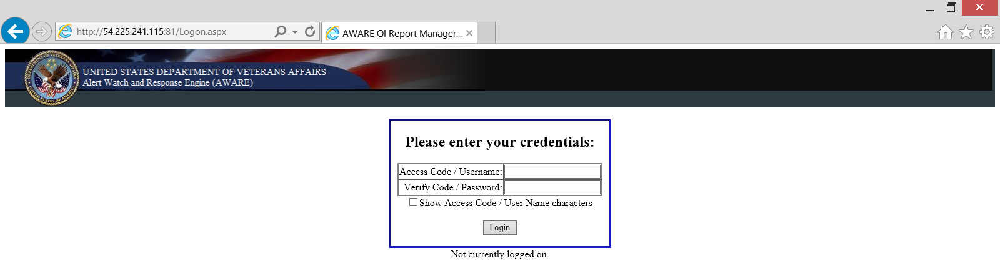 http://54.225.241.115:81/Logon.aspx
AWARE QI Report Manager...
UNITED STATES DEPARTMENT OF VETERANS AFFAIRS
Alert Watch and Response Engine (AWARE)
Please enter your credentials:
Access Code / Username:
Verify Code / Password:
Show Access Code / User Name characters
Login
Not currently logged on.